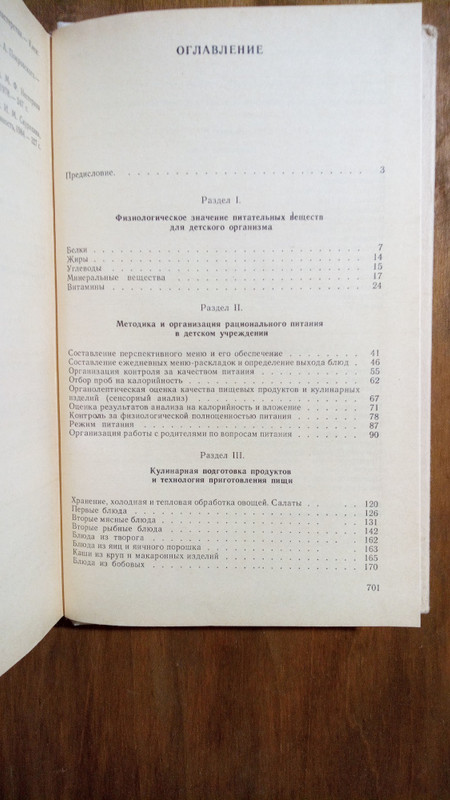 ОГЛАВЛЕНИЕ
Предисловие. . . . . . . . . . . . . . . . . . 3
Раздел I.
Физиологическое значение питательных веществ
для детского организма
Белки . . . . . . . . . . . . . . . . . . 7
Жиры . . . . . . . . . . . . . . . . . . 14
Углеводы . . . . . . . . . . . . . . . . . . 15
Минеральные вещества . . . . . . . . . . . . . . 17
Витамины . . . . . . . . . . . . . . . . . . 24
Раздел II.
Методика и организация рационального питания
в детском учреждении
Составление перспективного меню и его обеспечение . . . . . . 41
Составление ежедневных меню-раскладок и определение выхода блюд . 46
Организация контроля за качеством питания . . . . . . . . 55
Отбор проб на калорийность . . . . . . . . . . . . 62
Органолептическая оценка качества пищевых продуктов и кулинарных
изделий (сенсорный анализ) . . . . . . . . . . . . 67
Оценка результатов анализа на калорийность и вложение . . . . . 71
Контроль за физиологической полноценностью питания . . . . . . 78
Режим питания . . . . . . . . . . . . . . . . 87
Организация работы с родителями по вопросам питания . . . . . 90
Раздел III.
Кулинарная подготовка продуктов
и технология приготовления пищи
Хранение, холодная и тепловая обработка овощей. Салаты . . . . 120
Первые блюда . . . . . . . . . . . . . . . . 126
Вторые мясные блюда . . . . . . . . . . . . . . 131
Вторые рыбные блюда . . . . . . . . . . . . . . 142
Блюда из творога . . . . . . . . . . . . . . . 162
Блюда из яиц и яичного порошка . . . . . . . . . . . 163
Каши из круп и макаронных изделий . . . . . . . . . . 165
Блюда из бобовых . . . . . . . . . . . . . . . 170
701